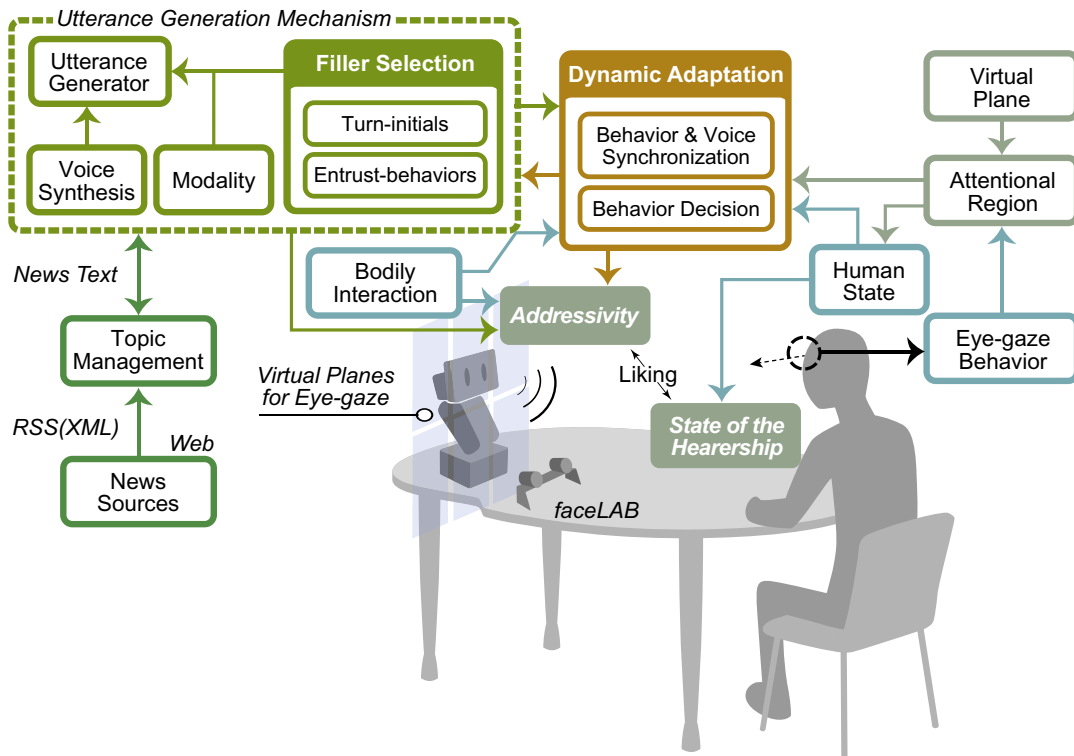 Utterance Generation Mechanism
Utterance
Generator
Voice
Synthesis
Modality
Filler Selection
Turn-initials
Entrust-behaviors
Dynamic Adaptation
Behavior & Voice
Synchronization
Behavior Decision
Virtual
Plane
Attentional
Region
Human
State
Eye-gaze
Behavior
Bodily
Interaction
Addressivity
Liking
State of the
Hearership
News Text
Topic
Management
RSS(XML)
Web
News
Sources
Virtual Planes
for Eye-gaze
faceLAB